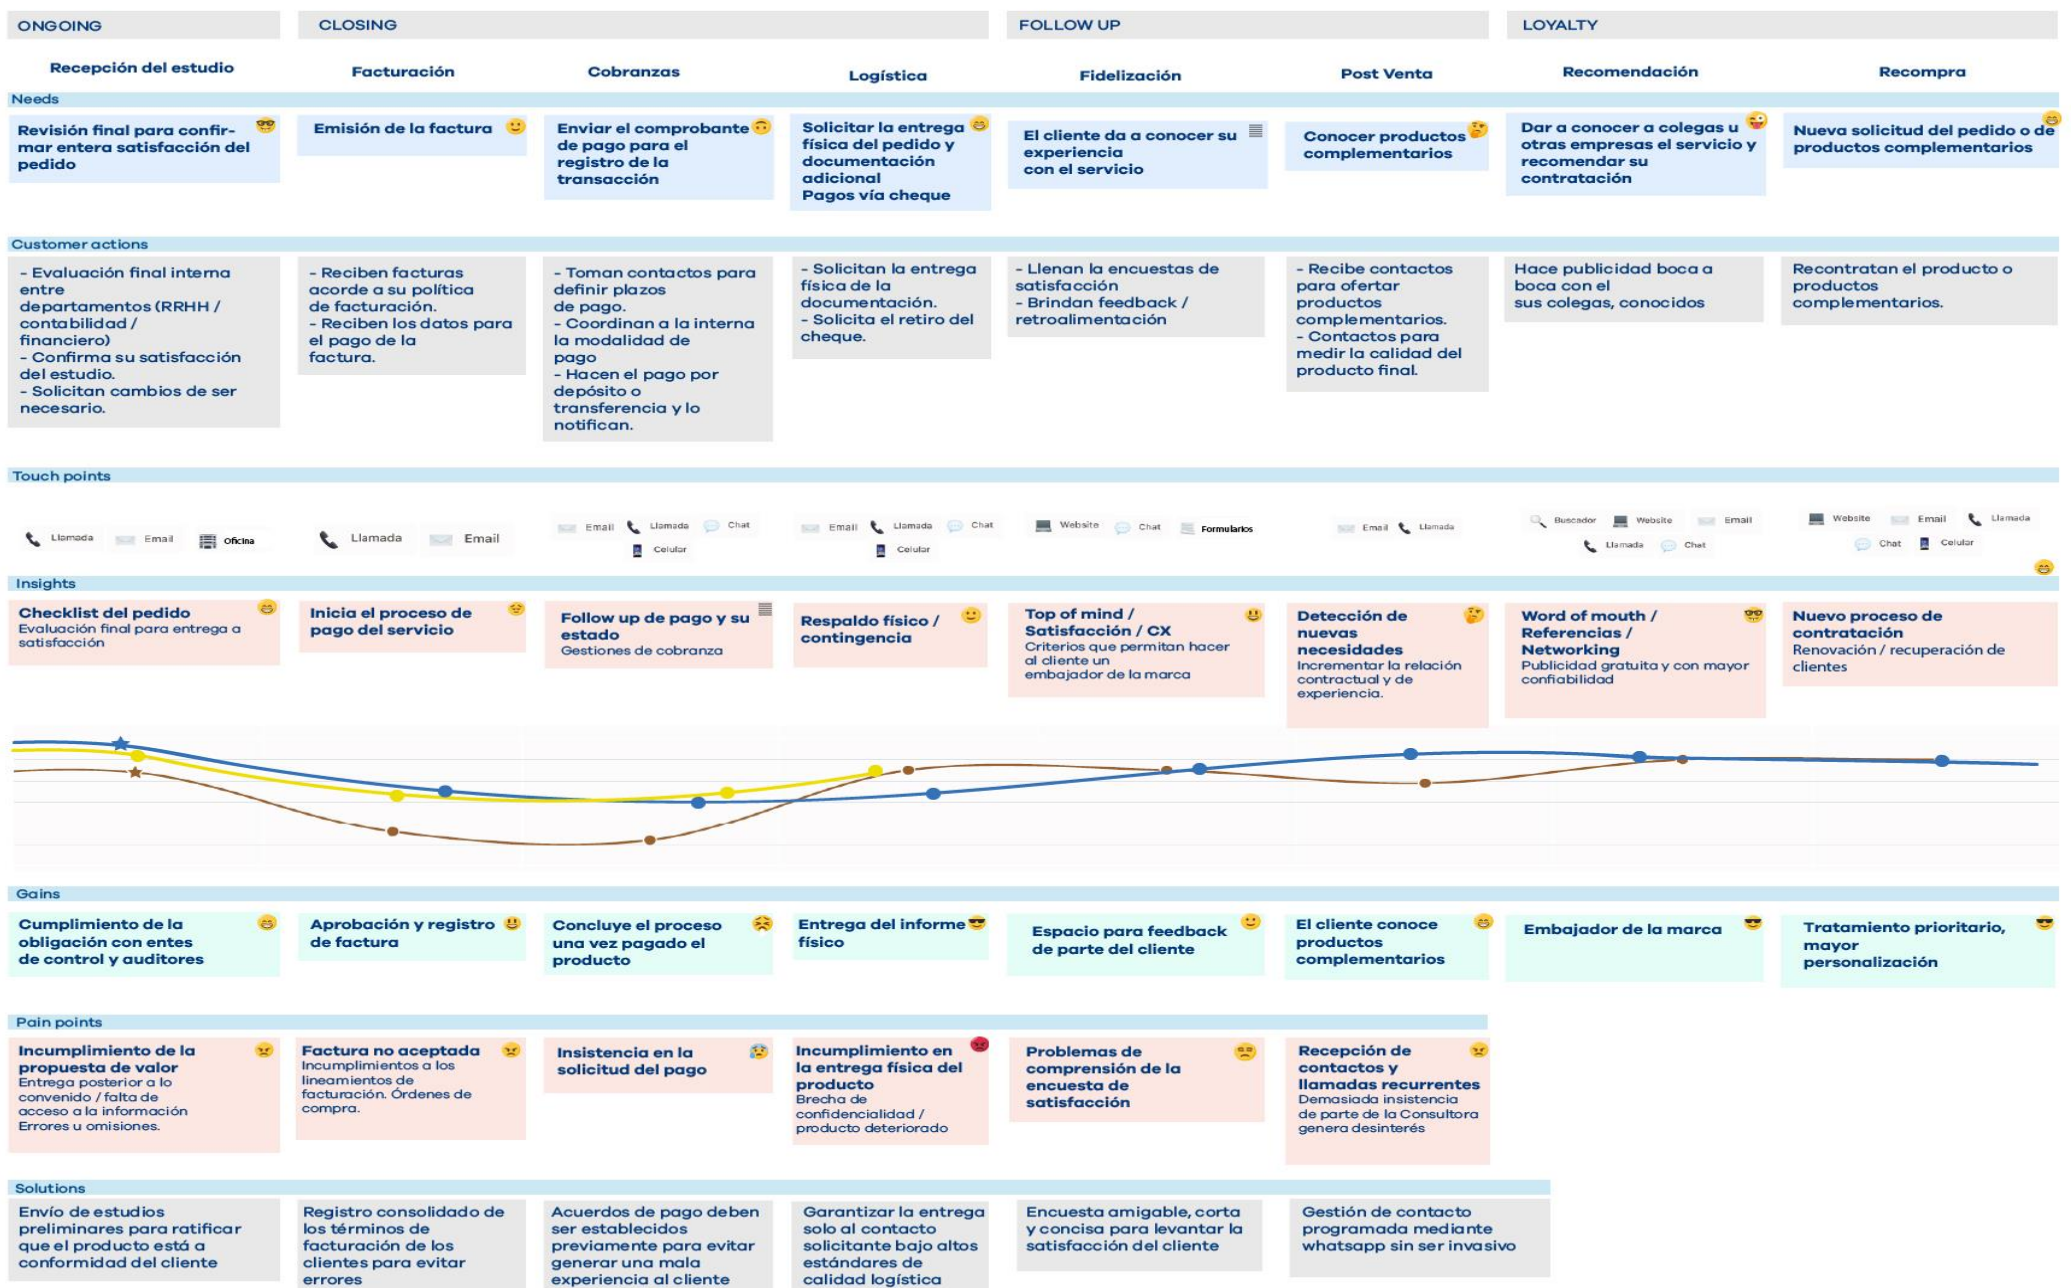 ONGOING
CLOSING
FOLLOW UP
LOYALTY
Recepción del estudio
Facturación
Cobranzas
Logística
Fidelización
Post Venta
Recomendación
Recompra
Needs
Revisión final para confir-
mar entera satisfacción del
pedido
Emisión de la factura
Enviar el comprobante
de pago para el
registro de la
transacción
Solicitar la entrega
física del pedido y
documentación
adicional
Pagos vía cheque
El cliente da a conocer su
experiencia
con el servicio
Conocer productos
complementarios
Dar a conocer a colegas u
otras empresas el servicio y
recomendar su
contratación
Nueva solicitud del pedido o de
productos complementarios
Customer actions
- Evaluación final interna
entre
departamentos (RRHH /
contabilidad /
financiero)
- Confirma su satisfacción
del estudio.
- Solicitan cambios de ser
necesario.
- Reciben facturas
acorde a su política
de facturación.
- Reciben los datos para
el pago de la
factura.
- Toman contactos para
definir plazos
de pago.
- Coordinan a la interna
la modalidad de
pago
- Hacen el pago por
depósito o
transferencia y lo
notifican.
- Solicitan la entrega
física de la
documentación.
- Solicita el retiro del
cheque.
- Llenan la encuestas de
satisfacción
- Brindan feedback /
retroalimentación
- Recibe contactos
para ofertar
productos
complementarios.
- Contactos para
medir la calidad del
producto final.
Hace publicidad boca a
boca con el
sus colegas, conocidos
Recontratan el producto o
productos
complementarios.
Touch points
Llamada Email Oficina
Llamada Email
Email Llamada Chat
Celular
Email Llamada Chat
Celular
Website Chat Formularios
Email Llamada
Buscador Website Email
Llamada Chat
Website Email Llamada
Chat Celular
Insights
Checklist del pedido
Evaluación final para entrega a
satisfacción
Inicia el proceso de
pago del servicio
Follow up de pago y su
estado
Gestiones de cobranza
Respaldo físico /
contingencia
Top of mind /
Satisfacción / CX
Criterios que permitan hacer
al cliente un
embajador de la marca
Detección de
nuevas
necesidades
Incrementar la relación
contractual y de
experiencia.
Word of mouth /
Referencias /
Networking
Publicidad gratuita y con mayor
confiabilidad
Nuevo proceso de
contratación
Renovación / recuperación de
clientes
Gains
Cumplimiento de la
obligación con entes
de control y auditores
Aprobación y registro
de factura
Concluye el proceso
una vez pagado el
producto
Entrega del informe
físico
Espacio para feedback
de parte del cliente
El cliente conoce
productos
complementarios
Embajador de la marca
Tratamiento prioritario,
mayor
personalización
Pain points
Incumplimiento de la
propuesta de valor
Entrega posterior a lo
convenido / falta de
acceso a la información
Errores u omisiones.
Factura no aceptada
Incumplimientos a los
lineamientos de
facturación. Órdenes de
compra.
Insistencia en la
solicitud del pago
Incumplimiento en
la entrega física del
producto
Brecha de
confidencialidad /
producto deteriorado
Problemas de
comprensión de la
encuesta de
satisfacción
Recepción de
contactos y
llamadas recurrentes
Demasiada insistencia
de parte de la Consultora
genera desinterés
Solutions
Envío de estudios
preliminares para ratificar
que el producto está a
conformidad del cliente
Registro consolidado de
los términos de
facturación de los
clientes para evitar
errores
Acuerdos de pago deben
ser establecidos
previamente para evitar
generar una mala
experiencia al cliente
Garantizar la entrega
solo al contacto
solicitante bajo altos
estándares de
calidad logística
Encuesta amigable, corta
y concisa para levantar la
satisfacción del cliente
Gestión de contacto
programada mediante
whatsapp sin ser invasivo